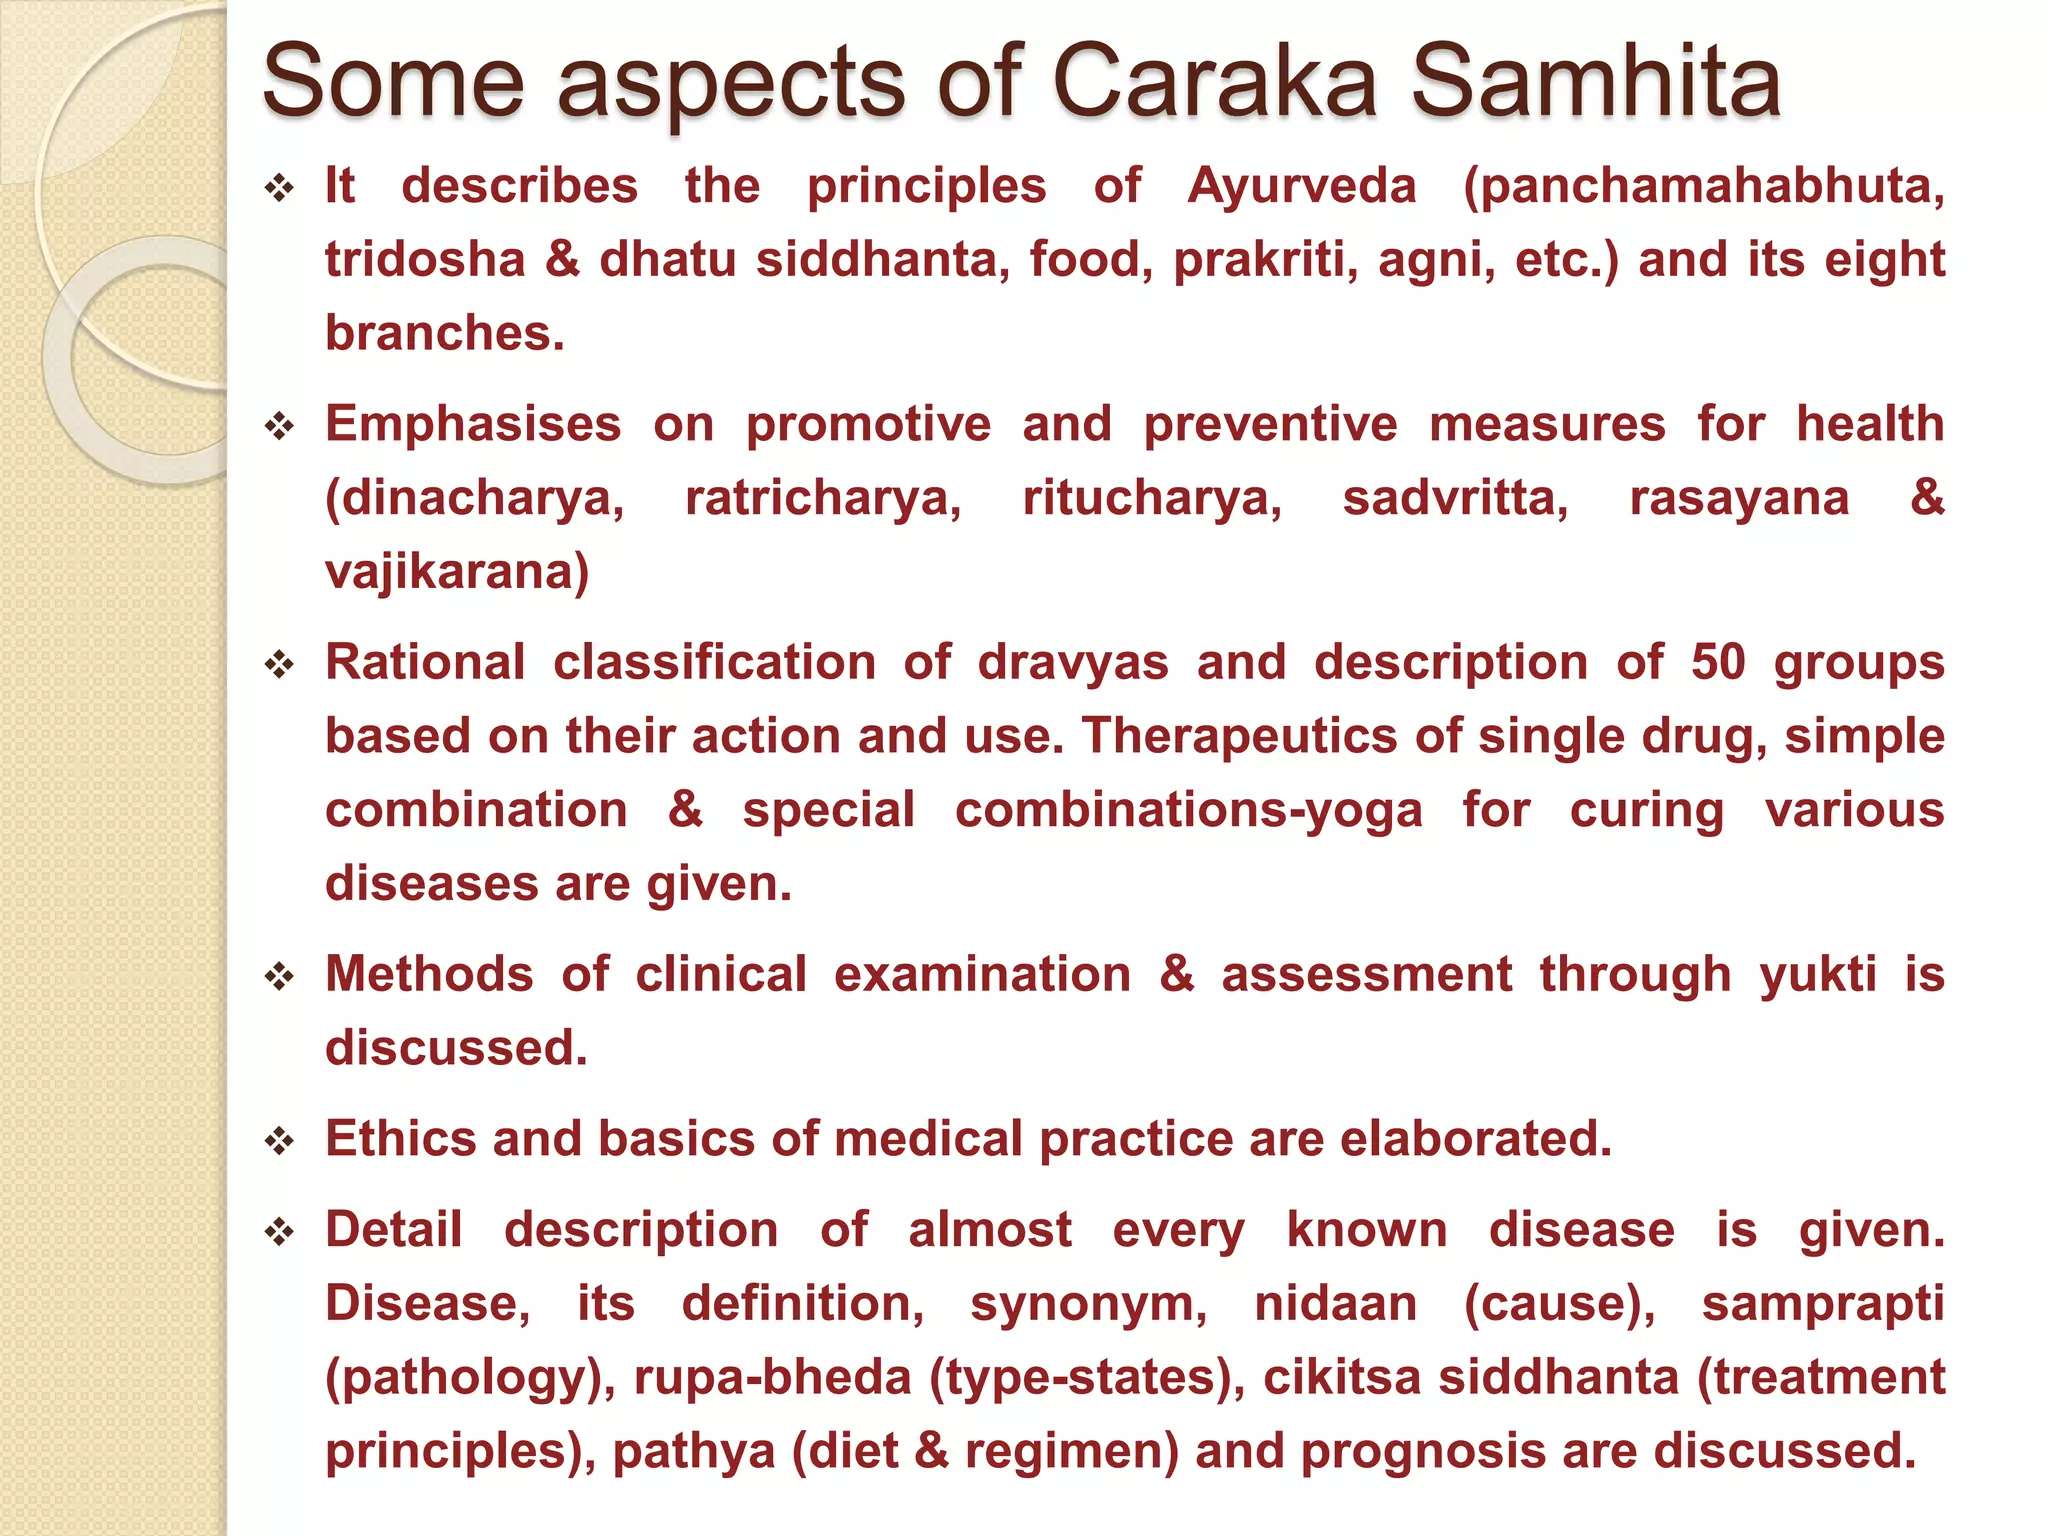 Some aspects of Caraka Samhita
❖ It describes the principles of Ayurveda (panchamahabhuta,
tridosha & dhatu siddhanta, food, prakriti, agni, etc.) and its eight
branches.
❖ Emphasises on promotive and preventive measures for health
(dinacharya, ratricharya, ritucharya, sadvritta, rasayana &
vajikarana)
❖ Rational classification of dravyas and description of 50 groups
based on their action and use. Therapeutics of single drug, simple
combination & special combinations-yoga for curing various
diseases are given.
❖ Methods of clinical examination & assessment through yukti is
discussed.
❖ Ethics and basics of medical practice are elaborated.
❖ Detail description of almost every known disease is given.
Disease, its definition, synonym, nidaan (cause), samprapti
(pathology), rupa-bheda (type-states), cikitsa siddhanta (treatment
principles), pathya (diet & regimen) and prognosis are discussed.